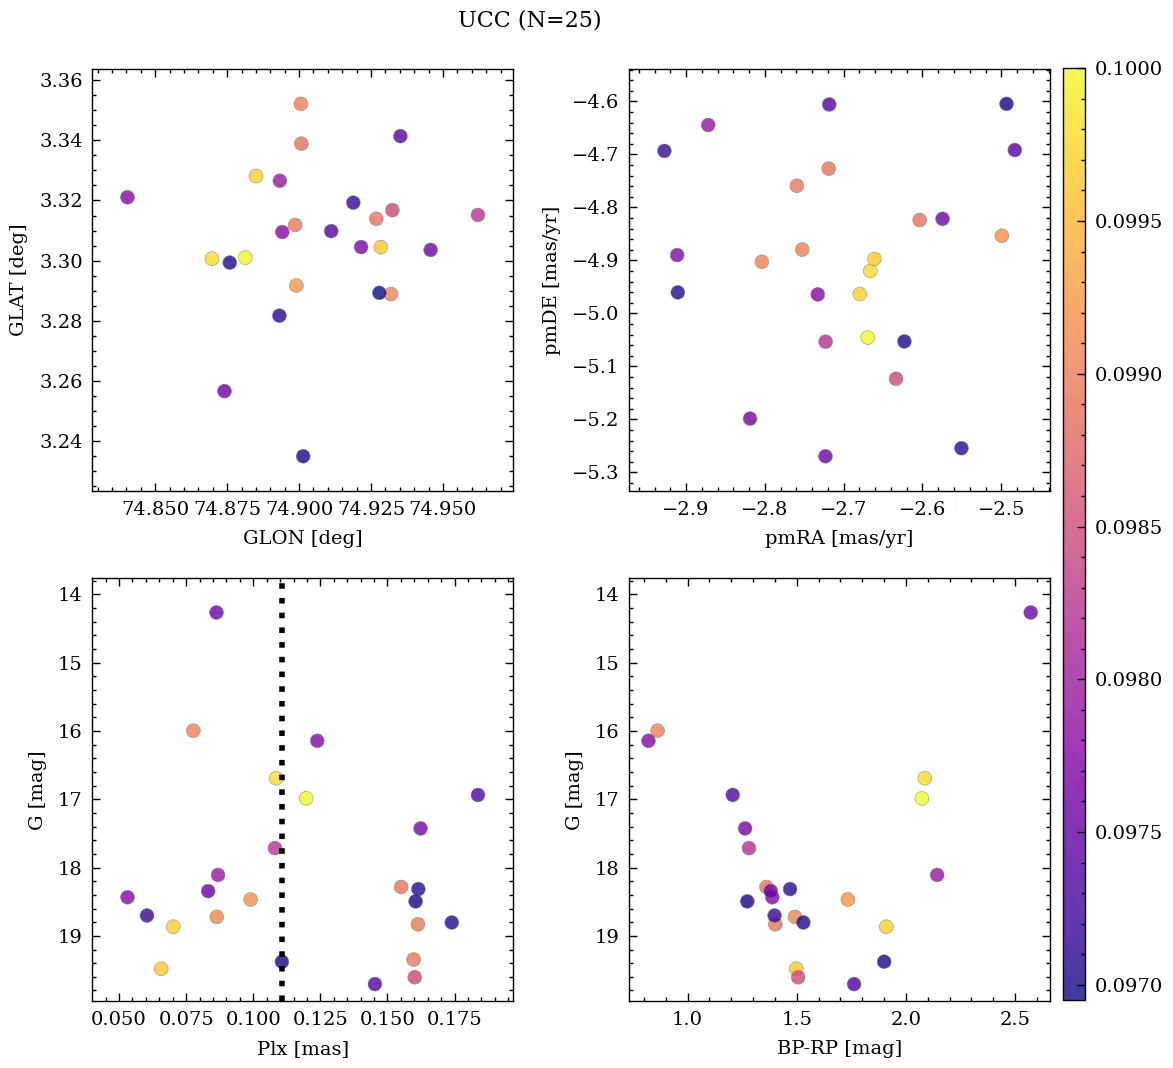 UCC (N=25)
3.36
3.34
3.32
3.30
3.28
3.26
3.24
GLAT [deg]
74.850 74.875 74.900 74.925 74.950
GLON [deg]
−4.6
−4.7
−4.8
−4.9
−5.0
−5.1
−5.2
−5.3
pmDE [mas/yr]
−2.9 −2.8 −2.7 −2.6 −2.5
pmRA [mas/yr]
14
15
16
17
18
19
G [mag]
0.050 0.075 0.100 0.125 0.150 0.175
Plx [mas]
14
15
16
17
18
19
G [mag]
1.0 1.5 2.0 2.5
BP-RP [mag]
0.1000
0.0995
0.0990
0.0985
0.0980
0.0975
0.0970